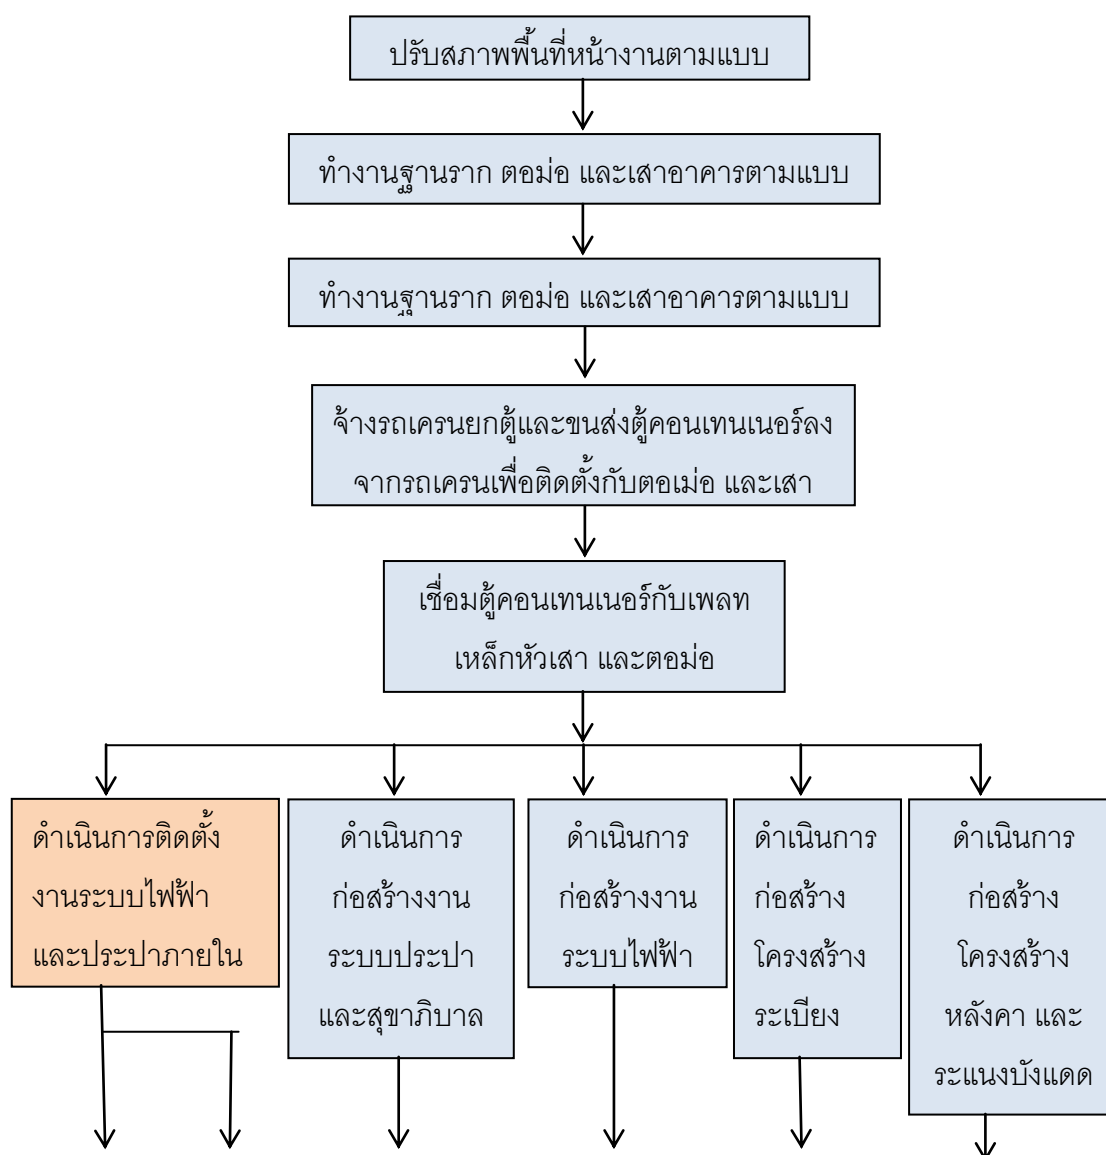 ปรับสภาพพื้นที่หน้างานตามแบบ
ทำงานฐานราก ตอม่อ และเสาอาคารตามแบบ
ทำงานฐานราก ตอม่อ และเสาอาคารตามแบบ
จ้างรถเครนยกตู้และขนส่งตู้คอนเทนเนอร์ลง
จากรถเครนเพื่อติดตั้งกับตอเม่อ และเสา
เชื่อมตู้คอนเทนเนอร์กับเพลท
เหล็กหัวเสา และตอม่อ
ดำเนินการติดตั้ง
งานระบบไฟฟ้า
และประปาภายใน
ดำเนินการ
ก่อสร้างงาน
ระบบประปา
และสุขาภิบาล
ดำเนินการ
ก่อสร้างงาน
ระบบไฟฟ้า
ดำเนินการ
ก่อสร้าง
โครงสร้าง
ระเบียง
ดำเนินการ
ก่อสร้าง
โครงสร้าง
หลังคา และ
ระแนงบังแดด